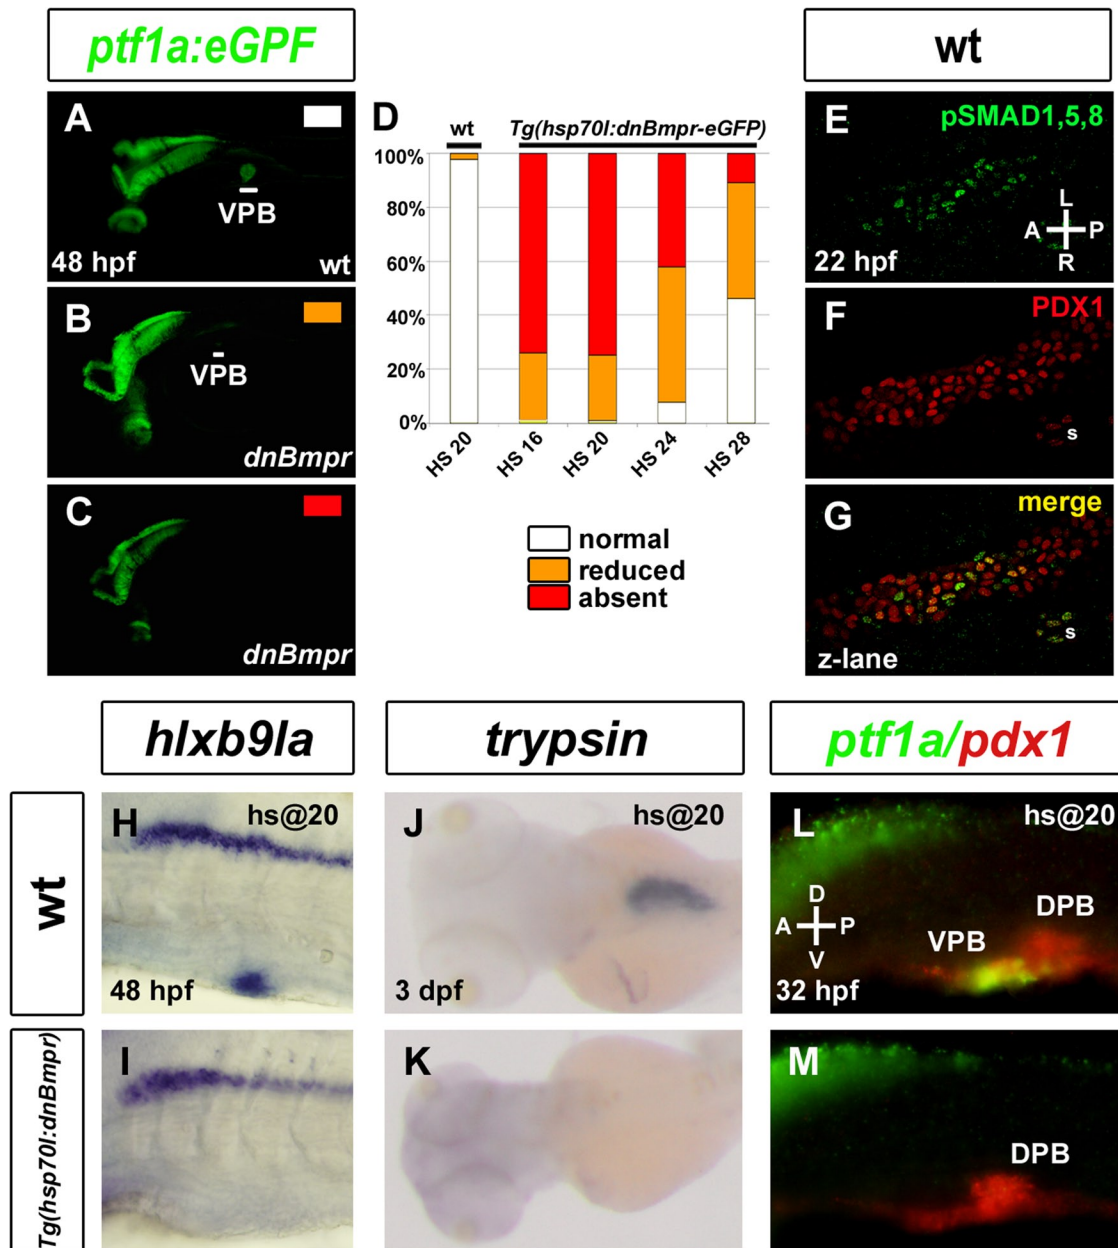 ptf1a:eGPF
wt
A
VPB
48 hpf
wt
B
VPB
dnBmpr
C
dnBmpr
D
wt
Tg(hsp70l:dnBmpr-eGFP)
100%
80%
60%
40%
20%
0%
HS 20
HS 16
HS 20
HS 24
HS 28
normal
reduced
absent
E
pSMAD1,5,8
L
A
P
R
22 hpf
F
PDX1
s
G
merge
s
z-lane
hlxb9la
trypsin
ptf1a/pdx1
wt
H
hs@20
48 hpf
J
hs@20
3 dpf
L
hs@20
D
A
P
V
VPB
DPB
32 hpf
Tg(hsp70l:dnBmpr)
I
K
M
DPB